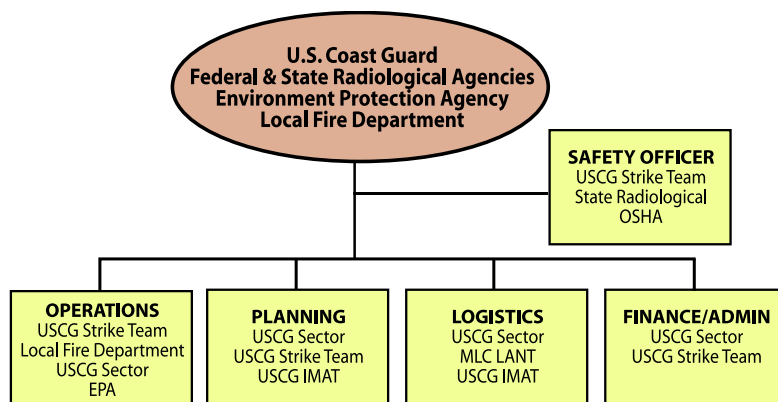 U.S. Coast Guard
Federal & State Radiological Agencies
Environment Protection Agency
Local Fire Department
SAFETY OFFICER
USCG Strike Team
State Radiological
OSHA
OPERATIONS
USCG Strike Team
Local Fire Department
USCG Sector
EPA
PLANNING
USCG Sector
USCG Strike Team
USCG IMAT
LOGISTICS
USCG Sector
MLC LANT
USCG IMAT
FINANCE/ADMIN
USCG Sector
USCG Strike Team